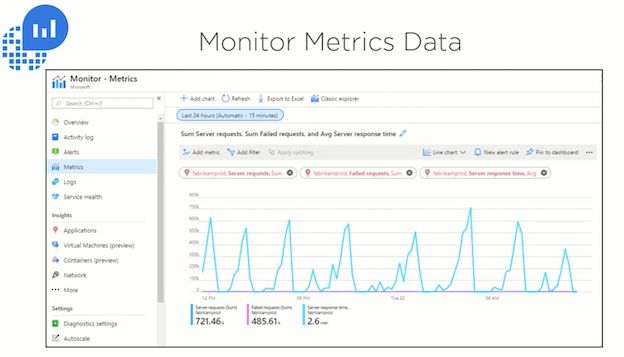 Monitor Metrics Data
Monitor - Metrics
Microsoft
Search (Ctrl+/)
Overview
Activity log
Alerts
Metrics
Logs
Service Health
Insights
Applications
Virtual Machines (preview)
Containers (preview)
Network
More
Settings
Diagnostics settings
Autoscale
Add chart Refresh Export to Excel Classic explorer
Last 24 hours (Automatic - 15 minutes)
Sum Server requests, Sum Failed requests, and Avg Server response time
Add metric Add filter Apply splitting Line chart New alert rule Pin to dashboard
fabrikamprod, Server requests, Sum fabrikamprod, Failed requests, Sum fabrikamprod, Server response time, Avg
800k
700k
600k
500k
400k
300k
200k
100k
0
12 PM 06 PM Tue 22 06 AM
Server requests (Sum) Failed requests (Sum) Server response time...
fabrikamprod fabrikamprod fabrikamprod
721.46k 485.61k 2.6min